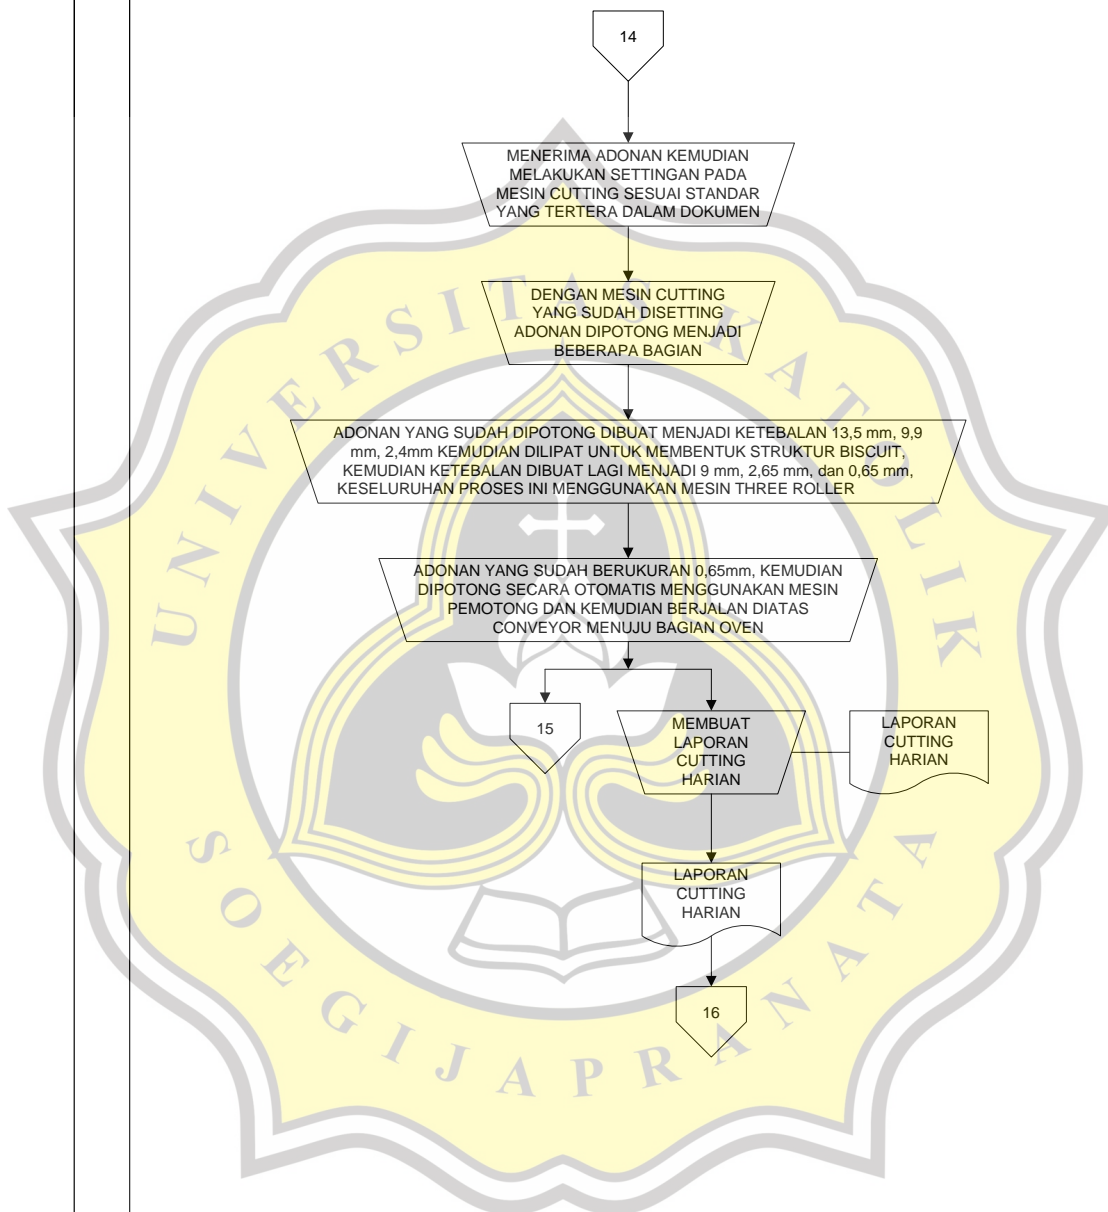 14
MENERIMA ADONAN KEMUDIAN
MELAKUKAN SETTINGAN PADA
MESIN CUTTING SESUAI STANDAR
YANG TERTERA DALAM DOKUMEN
DENGAN MESIN CUTTING
YANG SUDAH DISETTING
ADONAN DIPOTONG MENJADI
BEBERAPA BAGIAN
ADONAN YANG SUDAH DIPOTONG DIBUAT MENJADI KETEBALAN 13,5 mm, 9,9
mm, 2,4mm KEMUDIAN DILIPAT UNTUK MEMBENTUK STRUKTUR BISCUIT,
KEMUDIAN KETEBALAN DIBUAT LAGI MENJADI 9 mm, 2,65 mm, dan 0,65 mm,
KESELURUHAN PROSES INI MENGGUNAKAN MESIN THREE ROLLER
ADONAN YANG SUDAH BERUKURAN 0,65mm, KEMUDIAN
DIPOTONG SECARA OTOMATIS MENGGUNAKAN MESIN
PEMOTONG DAN KEMUDIAN BERJALAN DIATAS
CONVEYOR MENUJU BAGIAN OVEN
15
MEMBUAT
LAPORAN
CUTTING
HARIAN
LAPORAN
CUTTING
HARIAN
LAPORAN
CUTTING
HARIAN
16
UNIVERSITAS KATOLIK
SOEGIJAPRANATA